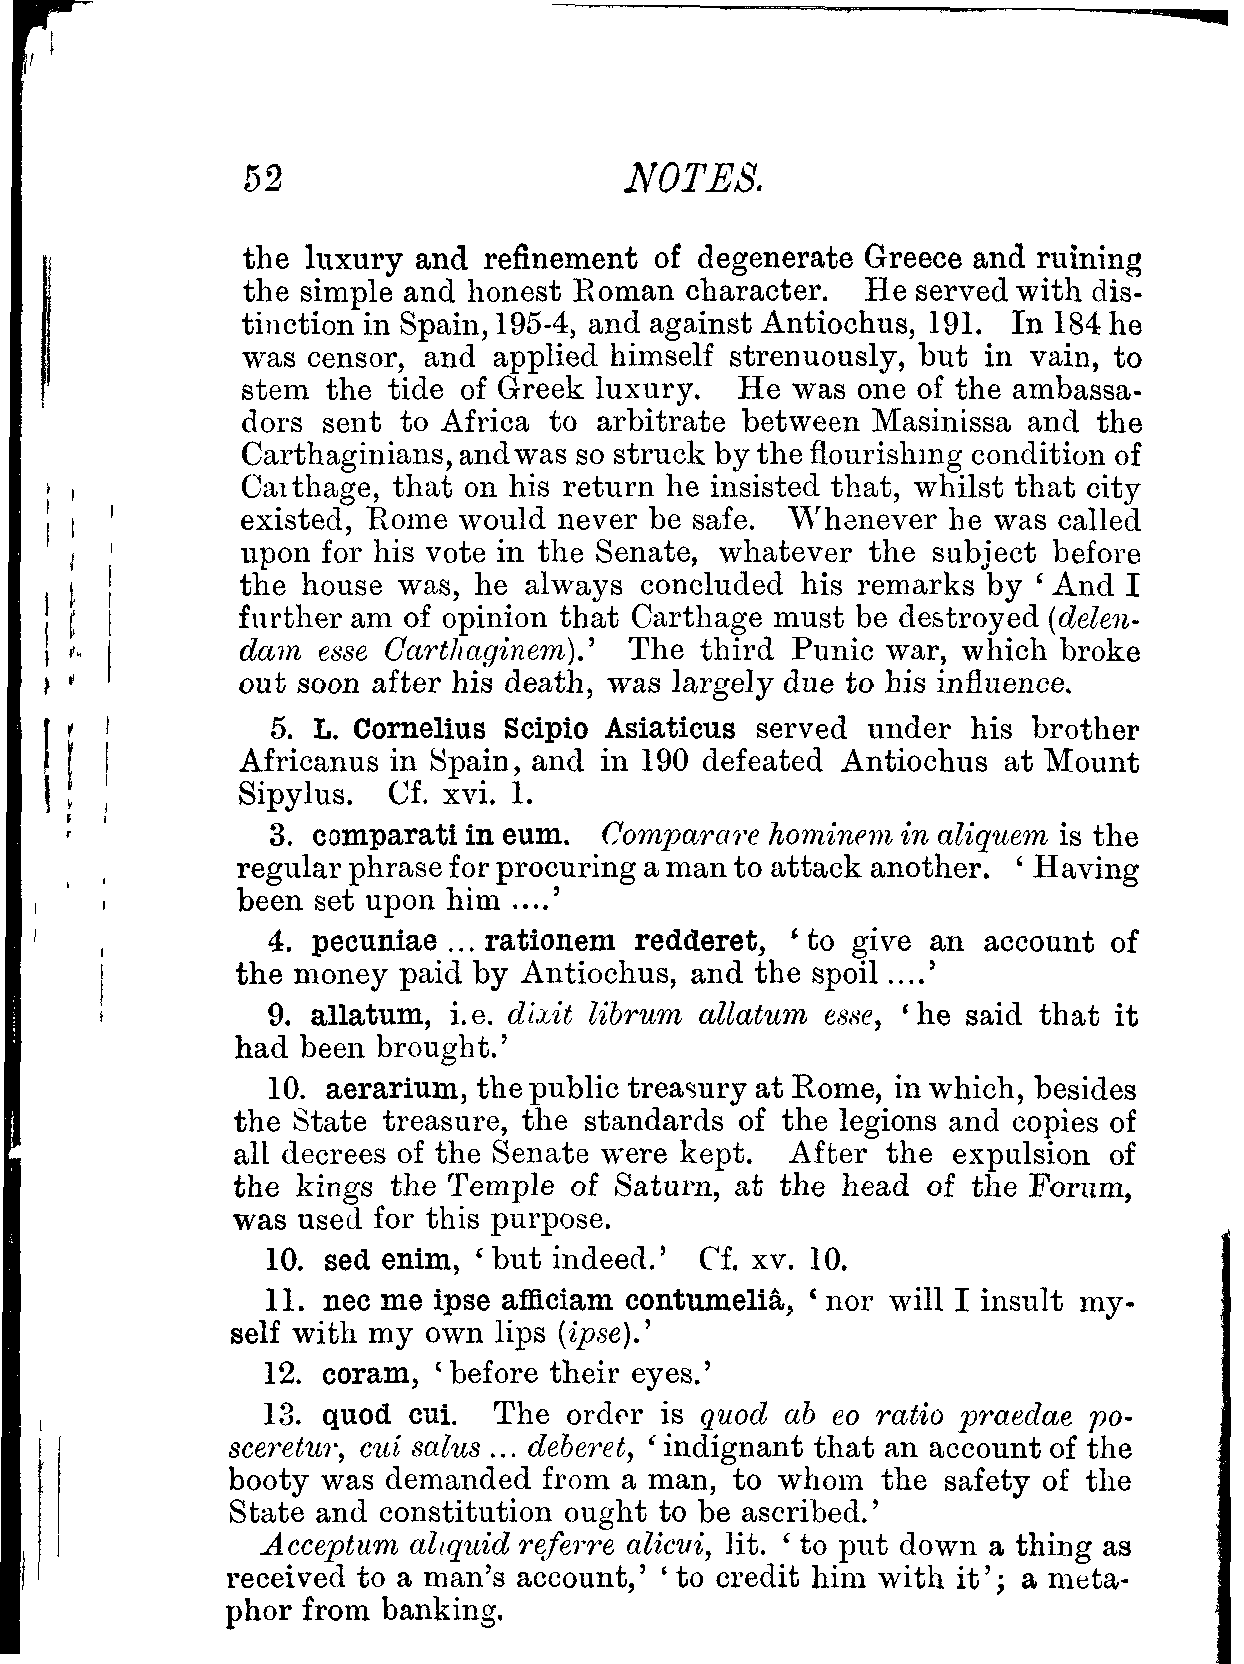 52 NOTES.
the luxury and refinement of degenerate Greece and ruining
the simple and honest Roman character. He served with dis-
tinction in Spain, 195-4, and against Antiochus, 191. In 184 he
was censor, and applied himself strenuously, but in vain, to
stem the tide of Greek luxury. He was one of the ambassa-
dors sent to Africa to arbitrate between Masinissa and the
Carthaginians, and was so struck by the flourishing condition of
Carthage, that on his return he insisted that, whilst that city
existed, Rome would never be safe. Whenever he was called
upon for his vote in the Senate, whatever the subject before
the house was, he always concluded his remarks by ‘And I
further am of opinion that Carthage must be destroyed (delen-
dam esse Carthaginem).’ The third Punic war, which broke
out soon after his death, was largely due to his influence.
5. L. Cornelius Scipio Asiaticus served under his brother
Africanus in Spain, and in 190 defeated Antiochus at Mount
Sipylus. Cf. xvi. 1.
3. comparati in eum. Comparare hominem in aliquem is the
regular phrase for procuring a man to attack another. ‘Having
been set upon him ....’
4. pecuniae ... rationem redderet, ‘to give an account of
the money paid by Antiochus, and the spoil ....’
9. allatum, i.e. dixit librum allatum esse, ‘he said that it
had been brought.’
10. aerarium, the public treasury at Rome, in which, besides
the State treasure, the standards of the legions and copies of
all decrees of the Senate were kept. After the expulsion of
the kings the Temple of Saturn, at the head of the Forum,
was used for this purpose.
10. sed enim, ‘but indeed.’ Cf. xv. 10.
11. nec me ipse afficiam contumeliâ, ‘nor will I insult my-
self with my own lips (ipse).’
12. coram, ‘before their eyes.’
13. quod cui. The order is quod ab eo ratio praedae po-
sceretur, cui salus ... deberet, ‘indignant that an account of the
booty was demanded from a man, to whom the safety of the
State and constitution ought to be ascribed.’
Acceptum aliquid referre alicui, lit. ‘to put down a thing as
received to a man's account,’ ‘to credit him with it’; a meta-
phor from banking.